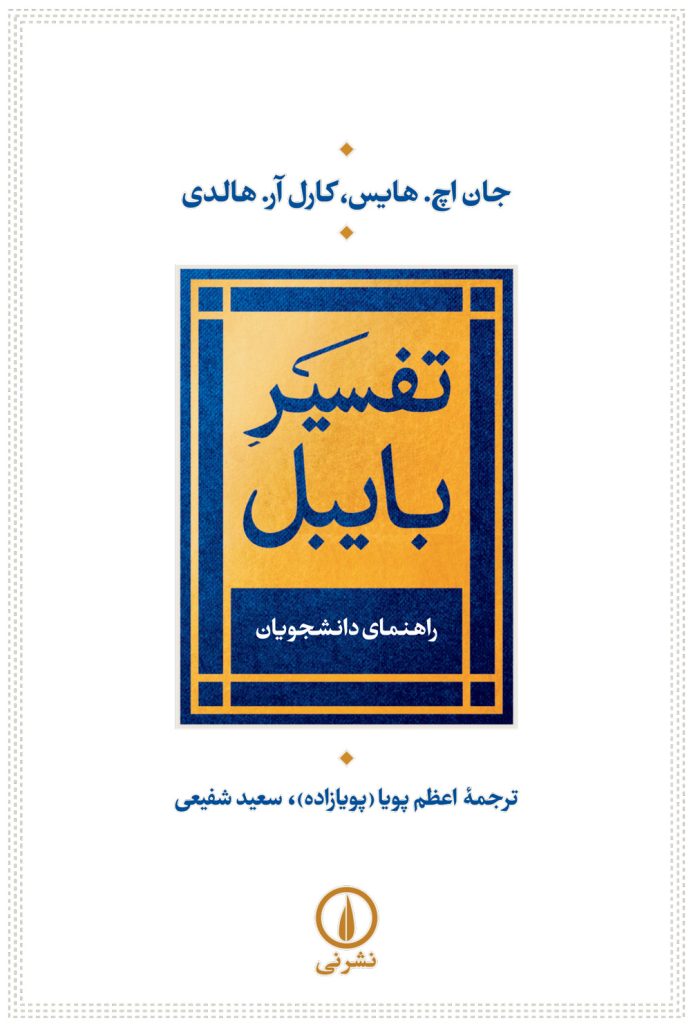 جان اچ. هایس، کارل آر. هالدی
تفسیرِ
بایبل
راهنمای دانشجویان
ترجمهٔ اعظم پویا (پویازاده)، سعید شفیعی
نشرنی